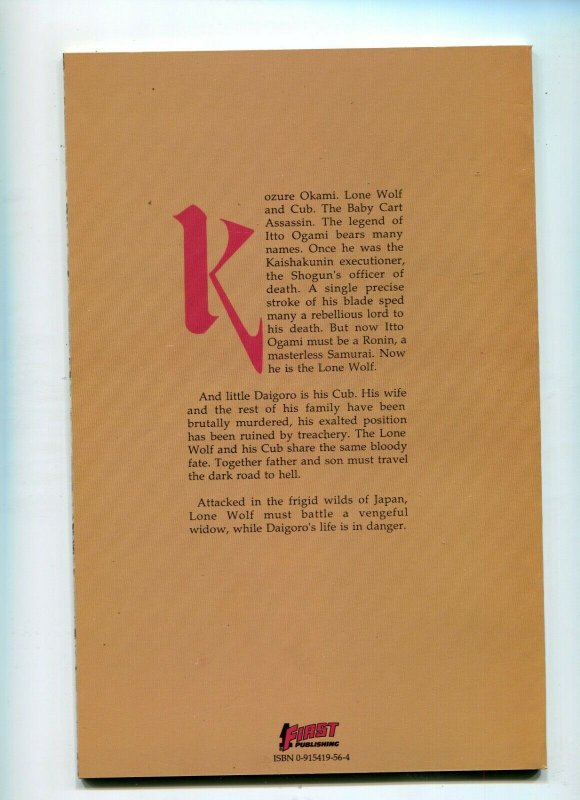 Kozure Okami. Lone Wolf
and Cub. The Baby Cart
Assassin. The legend of
Itto Ogami bears many
names. Once he was the
Kaishakunin executioner,
the Shogun's officer of
death. A single precise
stroke of his blade sped
many a rebellious lord to
his death. But now Itto
Ogami must be a Ronin, a
masterless Samurai. Now
he is the Lone Wolf.
And little Daigoro is his Cub. His wife
and the rest of his family have been
brutally murdered, his exalted position
has been ruined by treachery. The Lone
Wolf and his Cub share the same bloody
fate. Together father and son must travel
the dark road to hell.
Attacked in the frigid wilds of Japan,
Lone Wolf must battle a vengeful
widow, while Daigoro's life is in danger.
FIRST
PUBLISHING
ISBN 0-915419-56-4